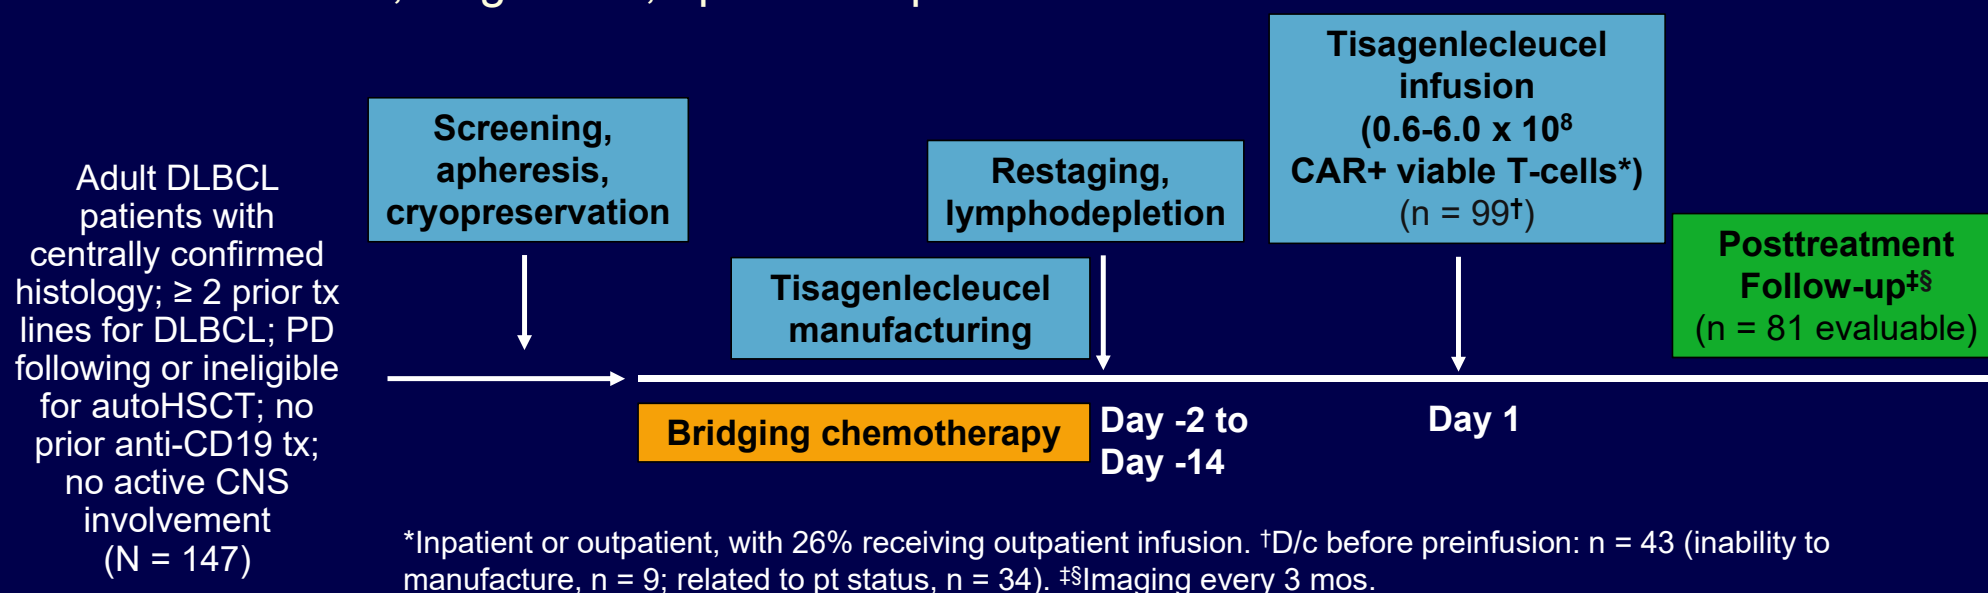 Adult DLBCL
patients with
centrally confirmed
histology; ≥ 2 prior tx
lines for DLBCL; PD
following or ineligible
for autoHSCT; no
prior anti-CD19 tx;
no active CNS
involvement
(N = 147)
Screening,
apheresis,
cryopreservation
Tisagenlecleucel
manufacturing
Bridging chemotherapy
Restaging,
lymphodepletion
Day -2 to
Day -14
Tisagenlecleucel
infusion
(0.6-6.0 x 10⁸
CAR+ viable T-cells*)
(n = 99†)
Day 1
Posttreatment
Follow-up‡§
(n = 81 evaluable)
*Inpatient or outpatient, with 26% receiving outpatient infusion. †D/c before preinfusion: n = 43 (inability to
manufacture, n = 9; related to pt status, n = 34). ‡§Imaging every 3 mos.